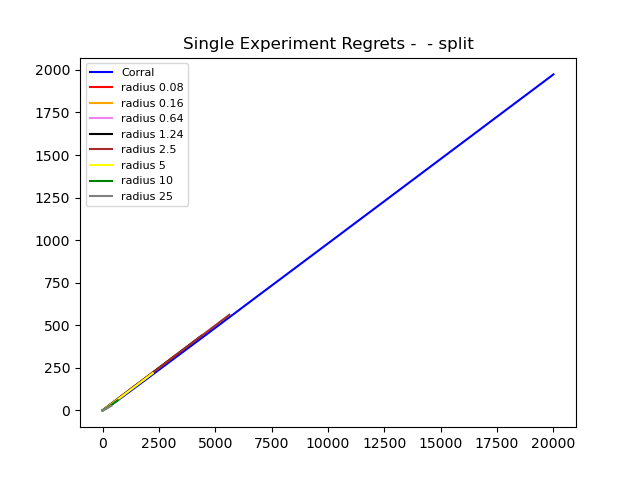 Single Experiment Regrets -  - split
Corral
radius 0.08
radius 0.16
radius 0.64
radius 1.24
radius 2.5
radius 5
radius 10
radius 25
2000
1750
1500
1250
1000
750
500
250
0
0 2500 5000 7500 10000 12500 15000 17500 20000